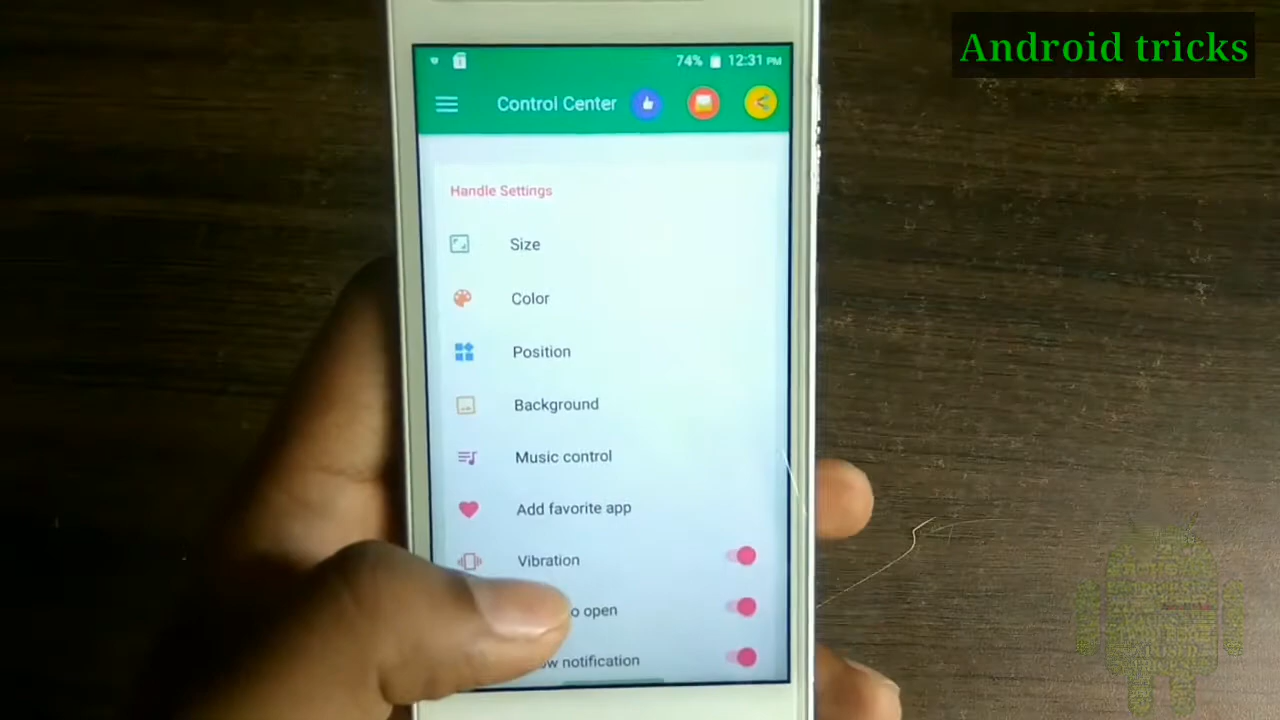 Android tricks
74% 12:31 PM
Control Center
Handle Settings
Size
Color
Position
Background
Music control
Add favorite app
Vibration
o open
ow notification